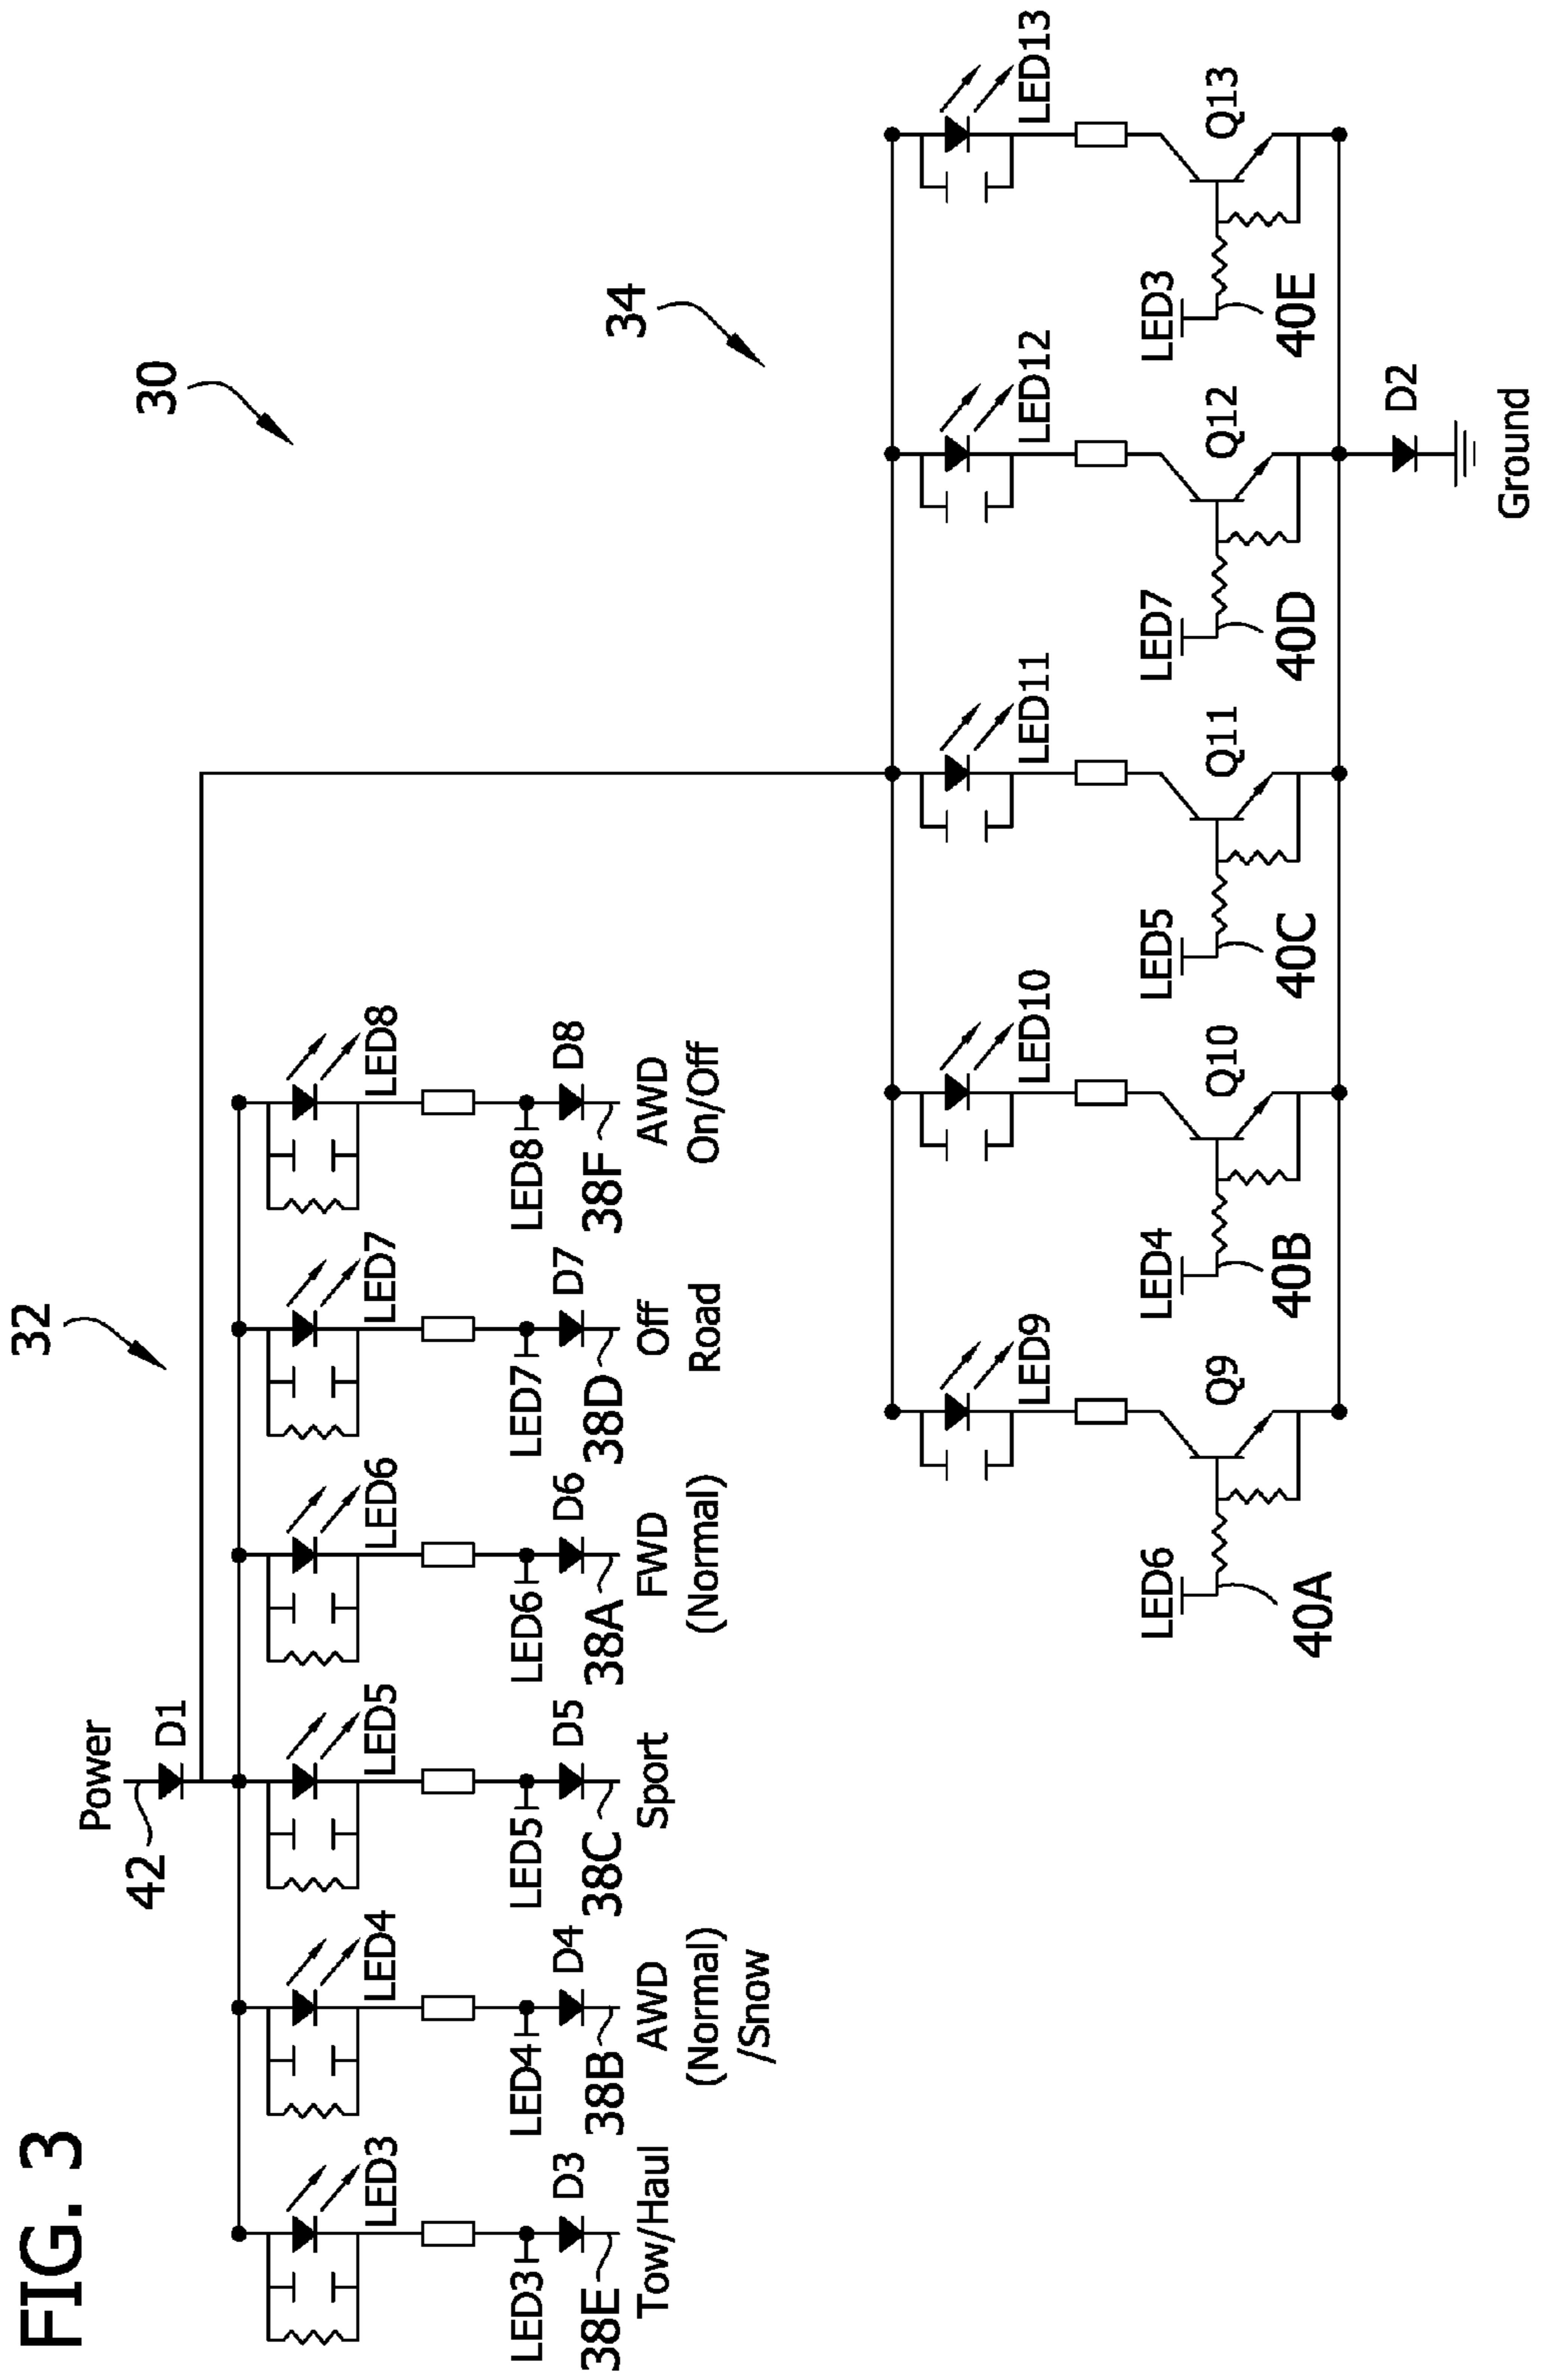 FIG. 3
30
32
Power
42
D1
LED3
LED4
LED5
LED6
LED7
LED8
LED3
LED4
LED5
LED6
LED7
LED8
D3
D4
D5
D6
D7
D8
38E
38B
38C
38A
38D
38F
Tow/Haul
AWD
(Normal)
/Snow
Sport
FWD
(Normal)
Off
Road
AWD
On/Off
34
LED9
LED10
LED11
LED12
LED13
LED6
LED4
LED5
LED7
LED3
Q9
Q10
Q11
Q12
Q13
40A
40B
40C
40D
40E
D2
Ground